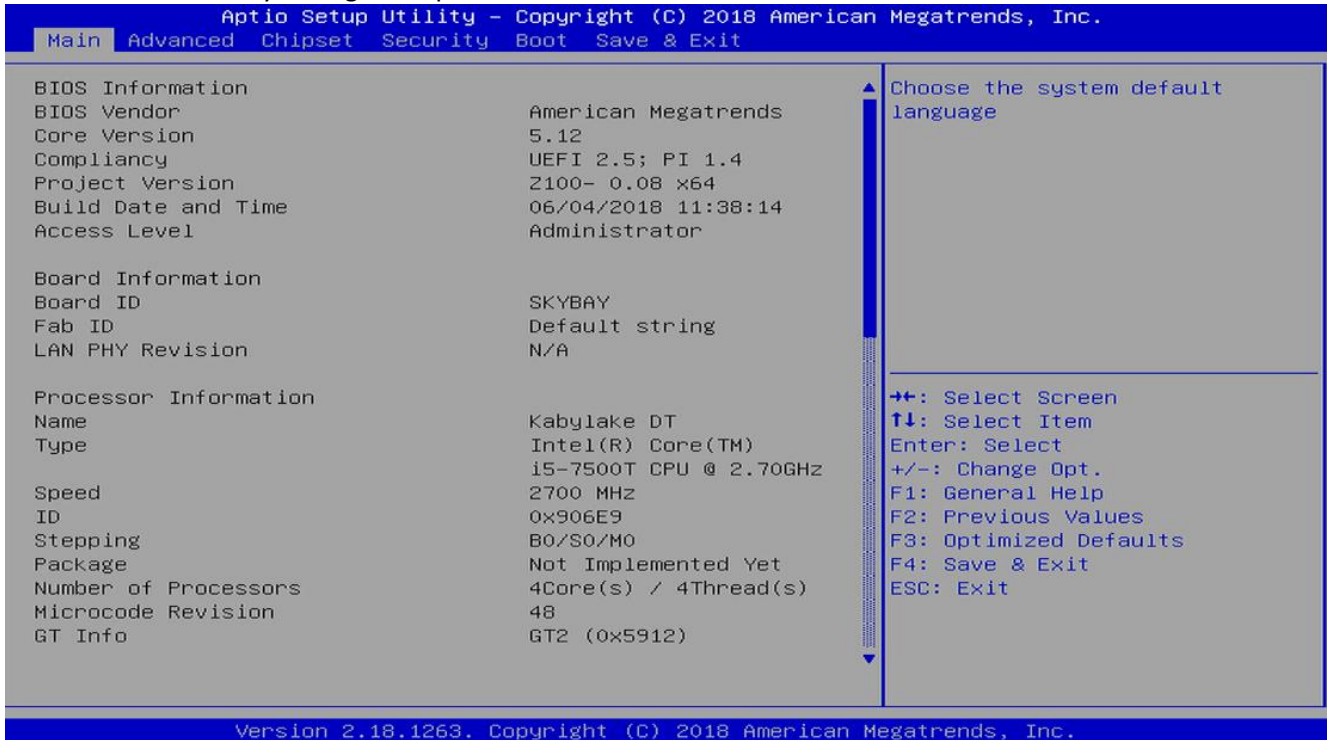 Aptio Setup Utility – Copyright (C) 2018 American Megatrends, Inc.
Main Advanced Chipset Security Boot Save & Exit
BIOS Information
BIOS Vendor American Megatrends
Core Version 5.12
Compliancy UEFI 2.5; PI 1.4
Project Version Z100- 0.08 x64
Build Date and Time 06/04/2018 11:38:14
Access Level Administrator
Board Information
Board ID SKYBAY
Fab ID Default string
LAN PHY Revision N/A
Processor Information
Name Kabylake DT
Type Intel(R) Core(TM)
i5-7500T CPU @ 2.70GHz
Speed 2700 MHz
ID 0x906E9
Stepping B0/S0/M0
Package Not Implemented Yet
Number of Processors 4Core(s) / 4Thread(s)
Microcode Revision 48
GT Info GT2 (0x5912)
Choose the system default
language
→←: Select Screen
↑↓: Select Item
Enter: Select
+/-: Change Opt.
F1: General Help
F2: Previous Values
F3: Optimized Defaults
F4: Save & Exit
ESC: Exit
Version 2.18.1263. Copyright (C) 2018 American Megatrends, Inc.